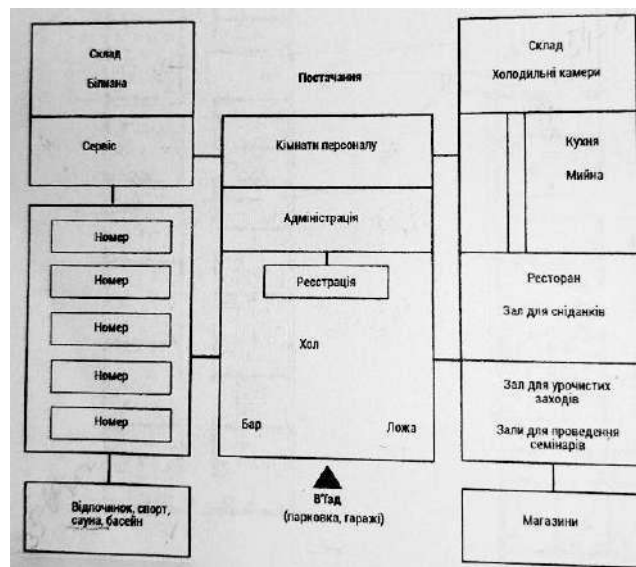 Склад
Білизна
Сервіс
Номер
Номер
Номер
Номер
Номер
Відпочинок, спорт,
сауна, басейн
Постачання
Кімнати персоналу
Адміністрація
Реєстрація
Хол
Бар
Ложа
В'їзд
(парковка, гаражі)
Склад
Холодильні камери
Кухня
Мийна
Ресторан
Зал для сніданків
Зал для урочистих
заходів
Зали для проведення
семінарів
Магазини